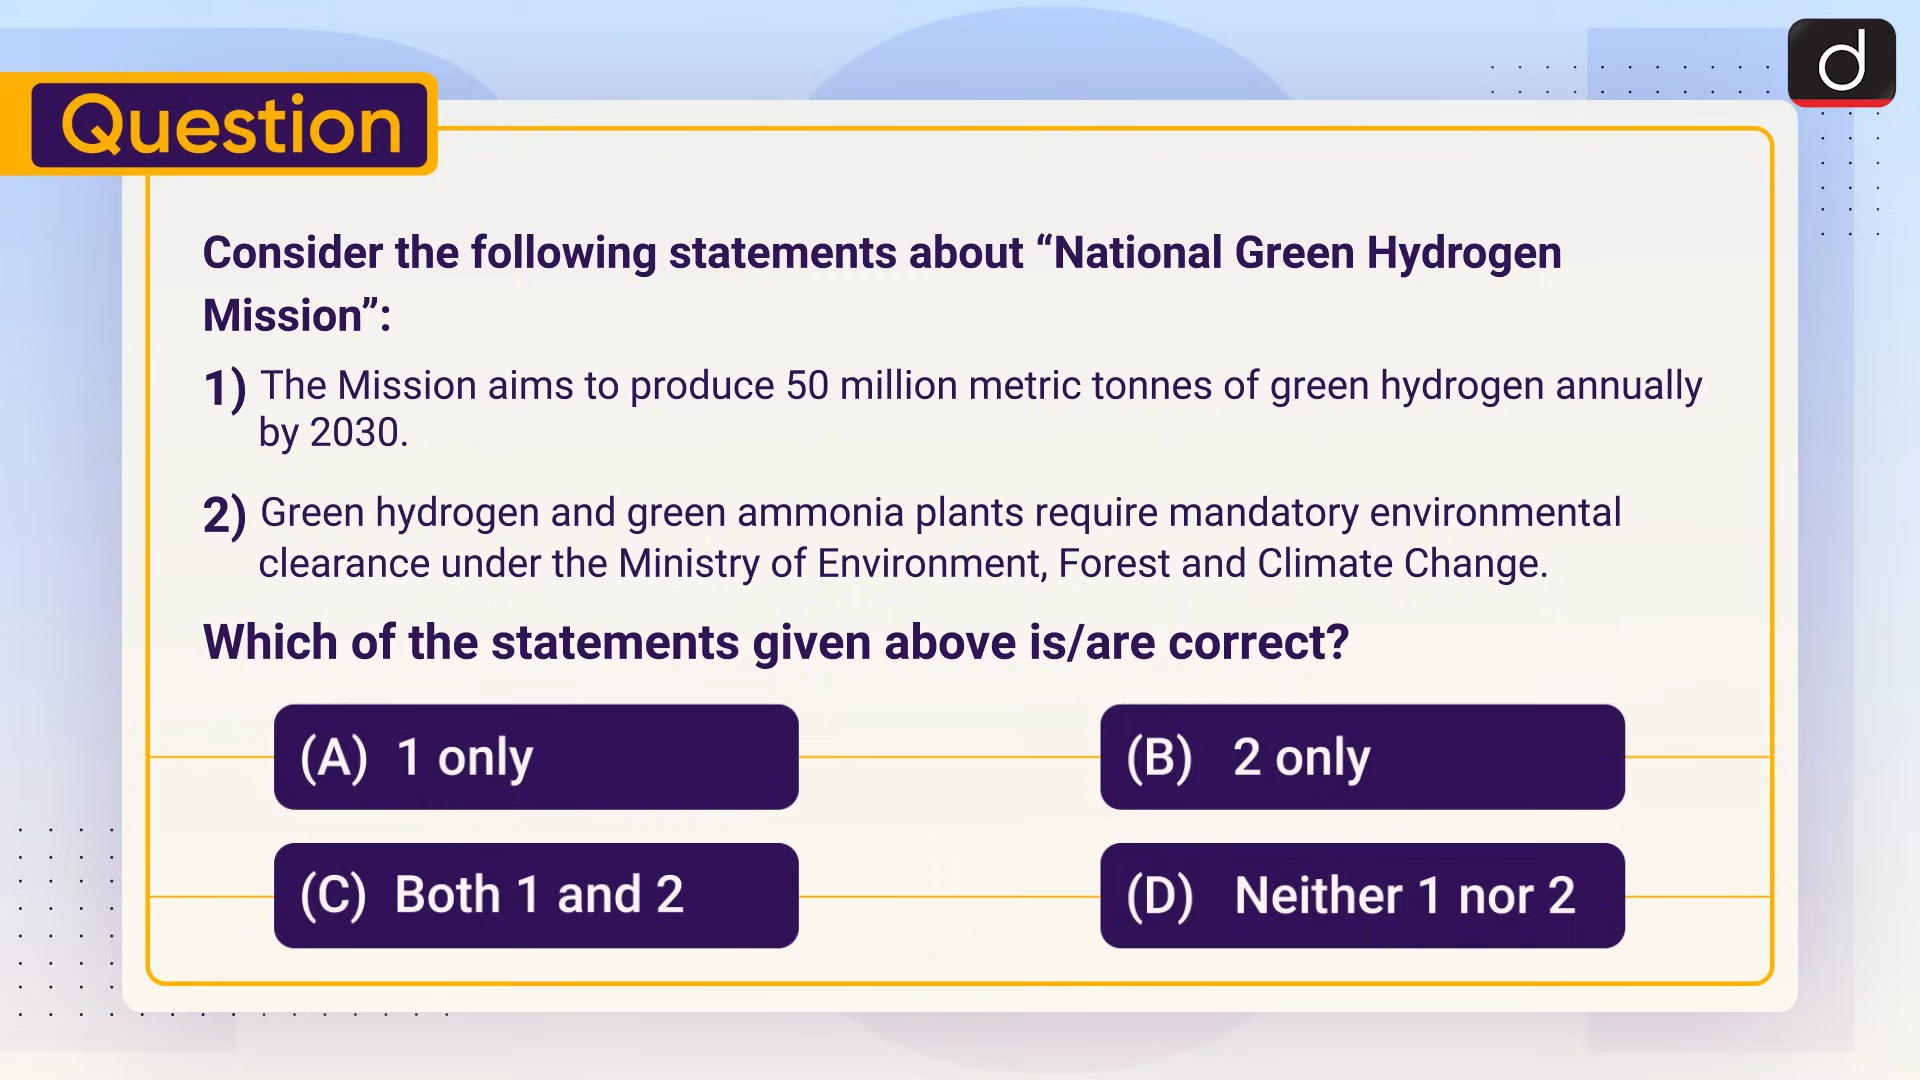 Question
Consider the following statements about “National Green Hydrogen
Mission”:
1) The Mission aims to produce 50 million metric tonnes of green hydrogen annually
by 2030.
2) Green hydrogen and green ammonia plants require mandatory environmental
clearance under the Ministry of Environment, Forest and Climate Change.
Which of the statements given above is/are correct?
(A) 1 only
(B) 2 only
(C) Both 1 and 2
(D) Neither 1 nor 2
d